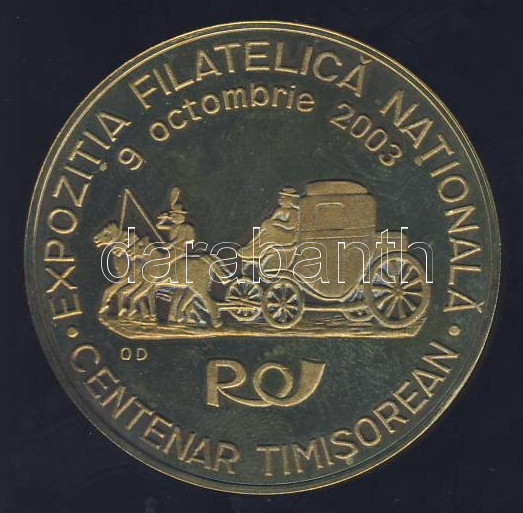 EXPOZIȚIA FILATELICĂ NAȚIONALĂ
9 octombrie 2003
darabanth
OD
RO
• CENTENAR TIMIȘOREAN •